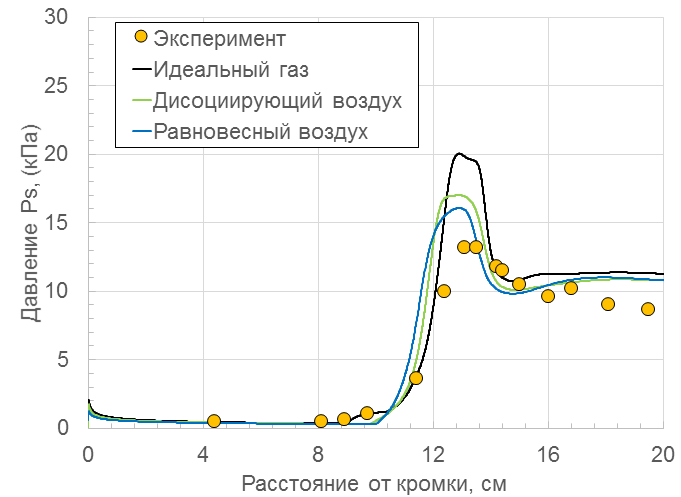 30
25
20
15
10
5
0
Давление Ps, (кПа)
Эксперимент
Идеальный газ
Дисоциирующий воздух
Равновесный воздух
0 4 8 12 16 20
Расстояние от кромки, см